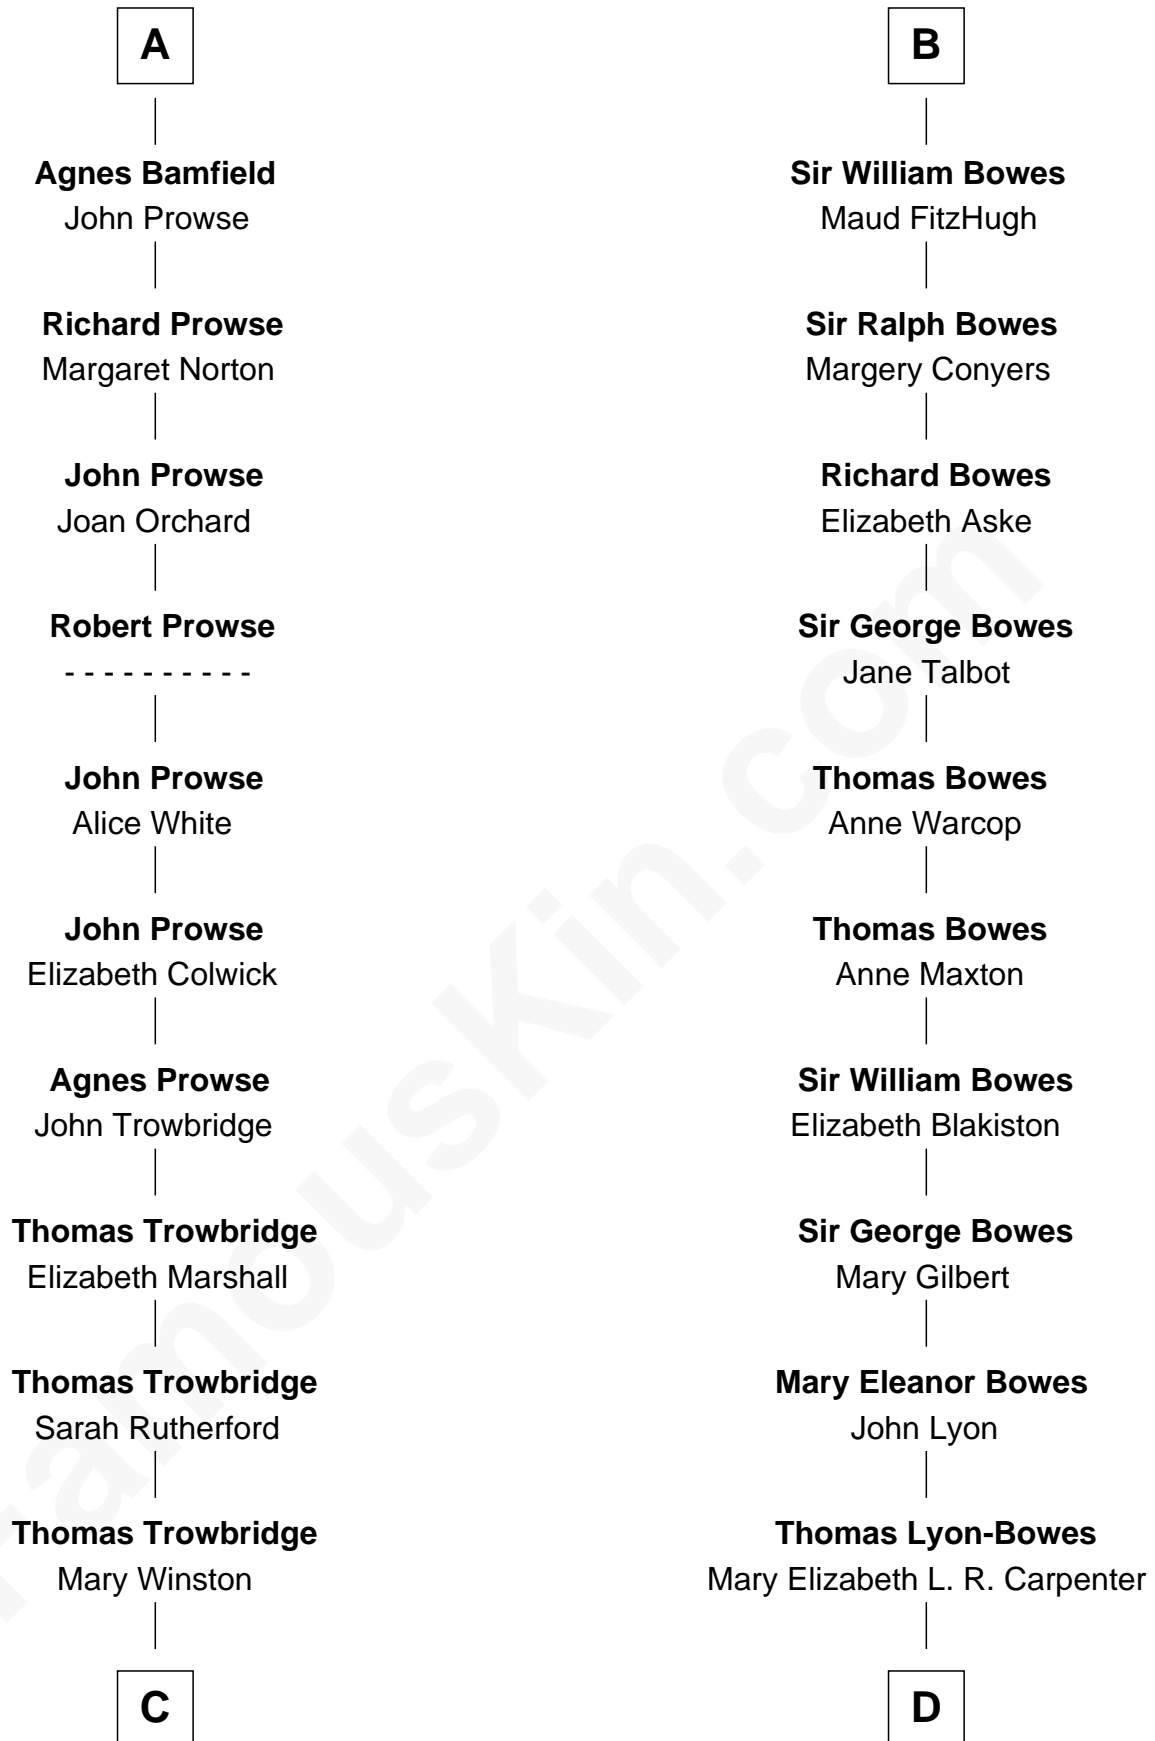 A
Agnes Bamfield
John Prowse
Richard Prowse
Margaret Norton
John Prowse
Joan Orchard
Robert Prowse
- - - - - - - - - -
John Prowse
Alice White
John Prowse
Elizabeth Colwick
Agnes Prowse
John Trowbridge
Thomas Trowbridge
Elizabeth Marshall
Thomas Trowbridge
Sarah Rutherford
Thomas Trowbridge
Mary Winston
C
B
Sir William Bowes
Maud FitzHugh
Sir Ralph Bowes
Margery Conyers
Richard Bowes
Elizabeth Aske
Sir George Bowes
Jane Talbot
Thomas Bowes
Anne Warcop
Thomas Bowes
Anne Maxton
Sir William Bowes
Elizabeth Blakiston
Sir George Bowes
Mary Gilbert
Mary Eleanor Bowes
John Lyon
Thomas Lyon-Bowes
Mary Elizabeth L. R. Carpenter
D
FamousKin.com